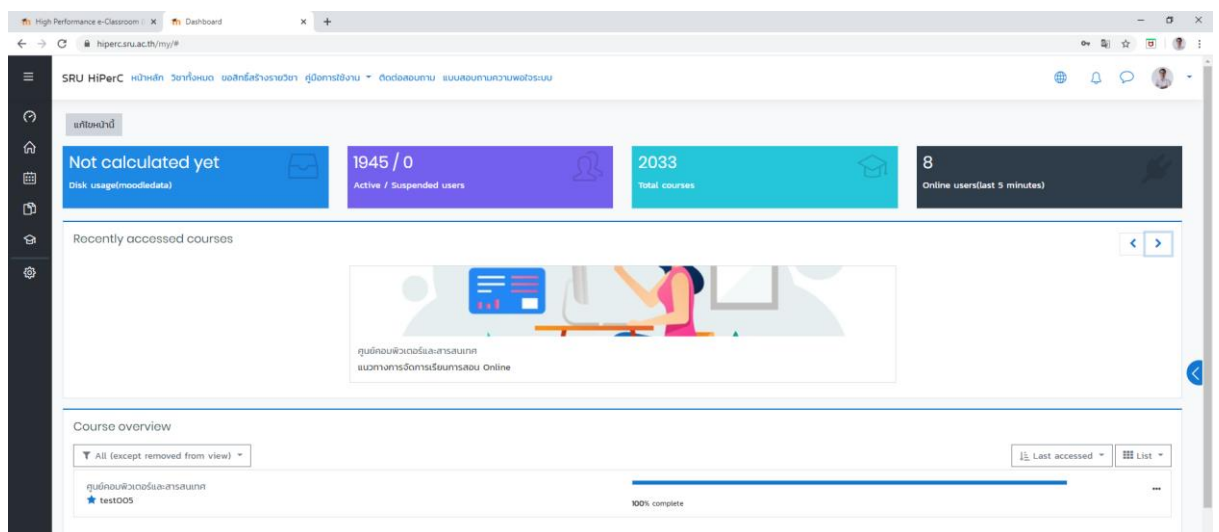 High Performance e-Classroom
Dashboard
hiperc.sru.ac.th/my/#
SRU HiPerC หน้าหลัก วิชาทั้งหมด ขอสิทธิ์สร้างรายวิชา คู่มือการใช้งาน ติดต่อสอบถาม แบบสอบถามความพอใจระบบ
แก้ไขหน้านี้
Not calculated yet
Disk usage(moodledata)
1945 / 0
Active / Suspended users
2033
Total courses
8
Online users(last 5 minutes)
Recently accessed courses
ศูนย์คอมพิวเตอร์และสารสนเทศ
แนวทางการจัดการเรียนการสอน Online
Course overview
All (except removed from view)
Last accessed
List
ศูนย์คอมพิวเตอร์และสารสนเทศ
test005
100% complete